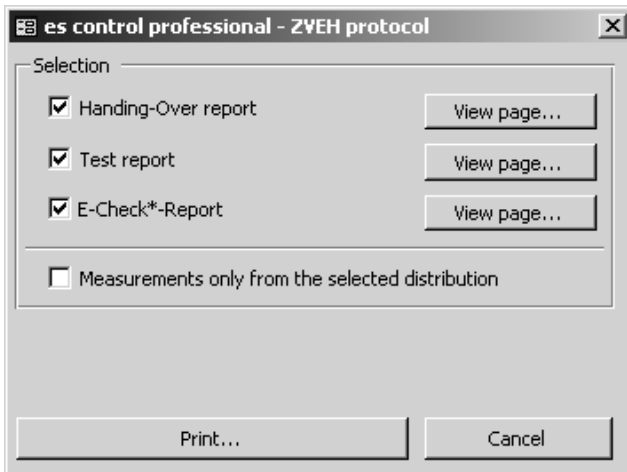 es control professional - ZVEH protocol
Selection
Handing-Over report
View page...
Test report
View page...
E-Check*-Report
View page...
Measurements only from the selected distribution
Print...
Cancel